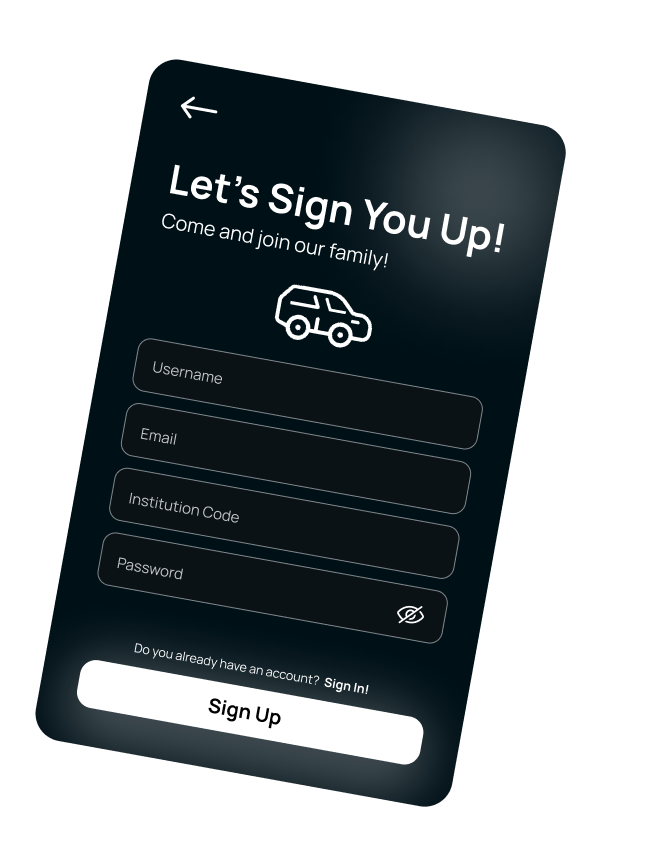 Let’s Sign You Up!
Come and join our family!
Username
Email
Institution Code
Password
Do you already have an account? Sign In!
Sign Up